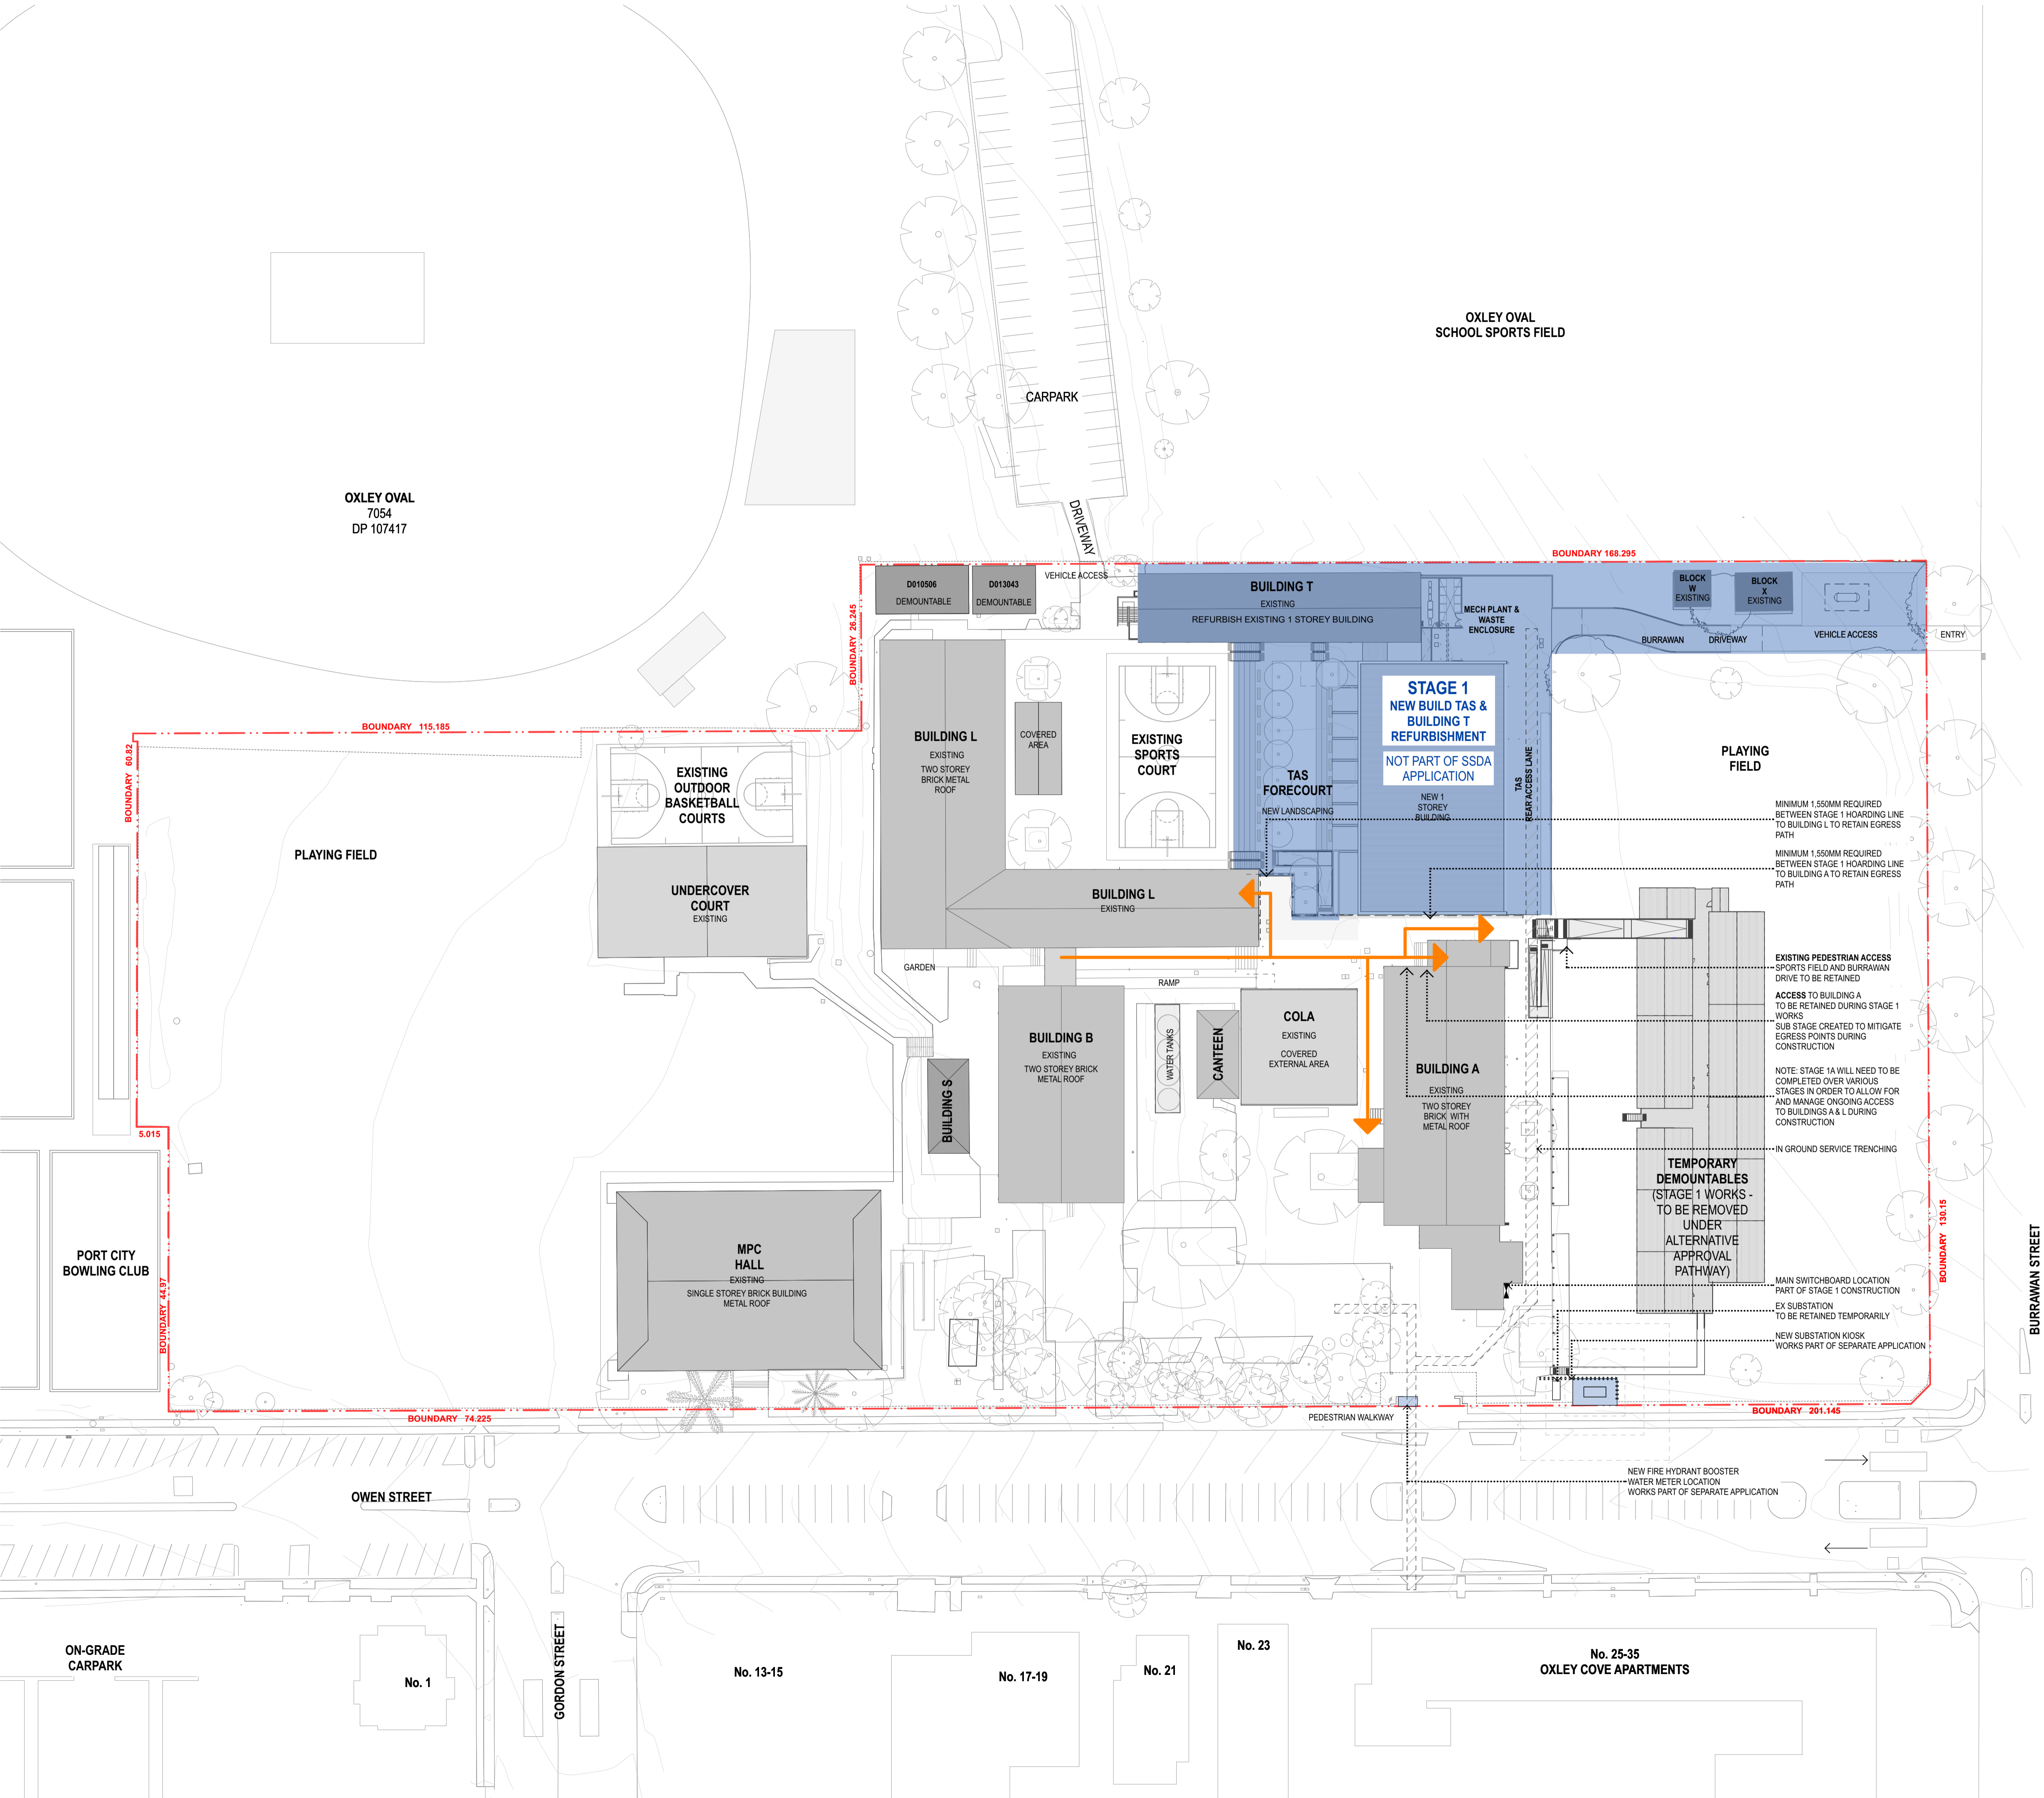 OXLEY OVAL
SCHOOL SPORTS FIELD
CARPARK
OXLEY OVAL
7054
DP 107417
DRIVEWAY
BOUNDARY 168.295
VEHICLE ACCESS
D010506
DEMOUNTABLE
D013043
DEMOUNTABLE
BUILDING T
EXISTING
REFURBISH EXISTING 1 STOREY BUILDING
MECH PLANT &
WASTE
ENCLOSURE
BLOCK
W
EXISTING
BLOCK
X
EXISTING
BURRAWAN
DRIVEWAY
VEHICLE ACCESS
ENTRY
BOUNDARY 26.245
BOUNDARY 115.185
BOUNDARY 60.82
STAGE 1
NEW BUILD TAS &
BUILDING T
REFURBISHMENT
NOT PART OF SSDA
APPLICATION
NEW 1
STOREY
BUILDING
TAS
REAR ACCESS LANE
PLAYING
FIELD
BUILDING L
EXISTING
TWO STOREY
BRICK METAL
ROOF
COVERED
AREA
EXISTING
SPORTS
COURT
TAS
FORECOURT
NEW LANDSCAPING
EXISTING
OUTDOOR
BASKETBALL
COURTS
PLAYING FIELD
UNDERCOVER
COURT
EXISTING
BUILDING L
EXISTING
MINIMUM 1,550MM REQUIRED
BETWEEN STAGE 1 HOARDING LINE
TO BUILDING L TO RETAIN EGRESS
PATH
MINIMUM 1,550MM REQUIRED
BETWEEN STAGE 1 HOARDING LINE
TO BUILDING A TO RETAIN EGRESS
PATH
EXISTING PEDESTRIAN ACCESS
SPORTS FIELD AND BURRAWAN
DRIVE TO BE RETAINED
ACCESS TO BUILDING A
TO BE RETAINED DURING STAGE 1
WORKS
SUB STAGE CREATED TO MITIGATE
EGRESS POINTS DURING
CONSTRUCTION
NOTE: STAGE 1A WILL NEED TO BE
COMPLETED OVER VARIOUS
STAGES IN ORDER TO ALLOW FOR
AND MANAGE ONGOING ACCESS
TO BUILDINGS A & L DURING
CONSTRUCTION
IN GROUND SERVICE TRENCHING
GARDEN
RAMP
BUILDING B
EXISTING
TWO STOREY BRICK
METAL ROOF
WATER TANKS
CANTEEN
COLA
EXISTING
COVERED
EXTERNAL AREA
BUILDING A
EXISTING
TWO STOREY
BRICK WITH
METAL ROOF
BUILDING S
TEMPORARY
DEMOUNTABLES
(STAGE 1 WORKS -
TO BE REMOVED
UNDER
ALTERNATIVE
APPROVAL
PATHWAY)
5.015
PORT CITY
BOWLING CLUB
BOUNDARY 44.97
MPC
HALL
EXISTING
SINGLE STOREY BRICK BUILDING
METAL ROOF
BOUNDARY 130.15
BURRAWAN STREET
MAIN SWITCHBOARD LOCATION
PART OF STAGE 1 CONSTRUCTION
EX SUBSTATION
TO BE RETAINED TEMPORARILY
NEW SUBSTATION KIOSK
WORKS PART OF SEPARATE APPLICATION
BOUNDARY 74.225
PEDESTRIAN WALKWAY
BOUNDARY 201.145
NEW FIRE HYDRANT BOOSTER
WATER METER LOCATION
WORKS PART OF SEPARATE APPLICATION
OWEN STREET
GORDON STREET
ON-GRADE
CARPARK
No. 1
No. 13-15
No. 17-19
No. 21
No. 23
No. 25-35
OXLEY COVE APARTMENTS